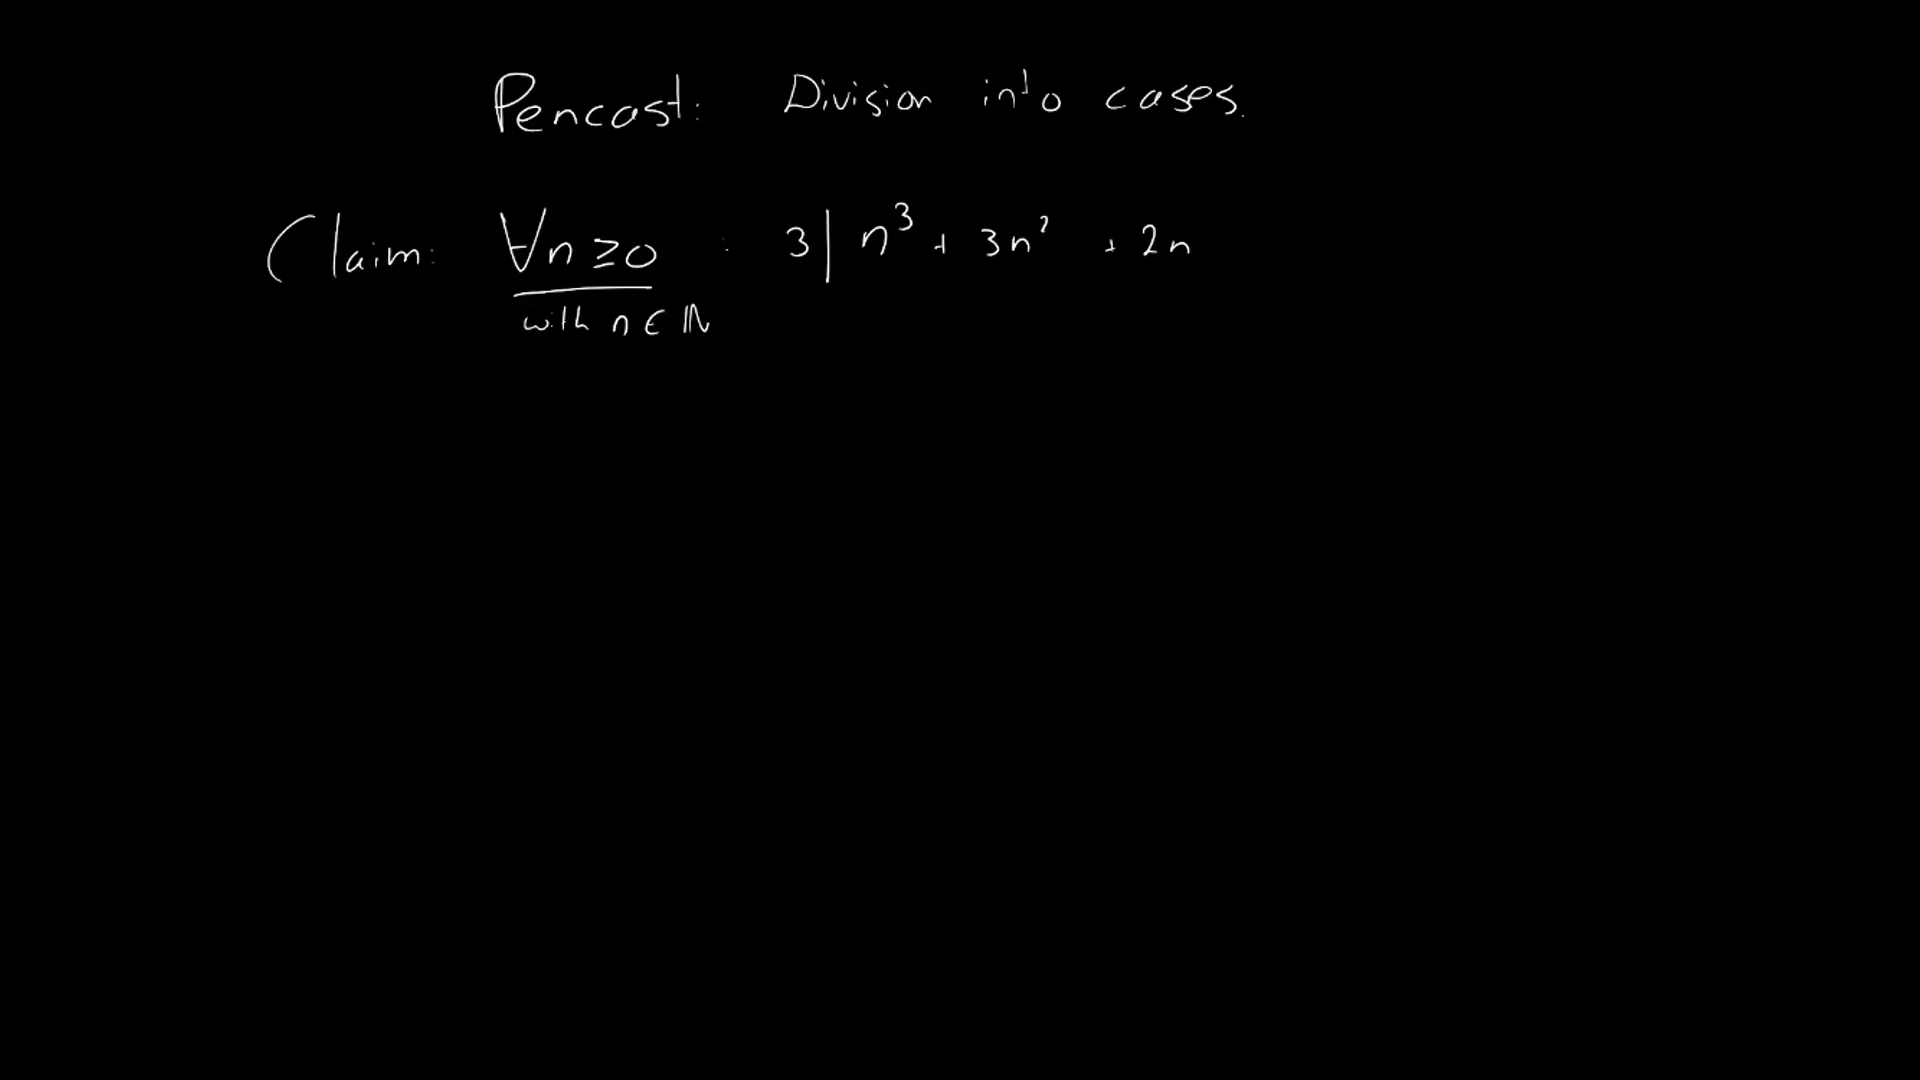 Pencast: Division into cases.
Claim: ∀n ≥ 0 : 3 | n³ + 3n² + 2n
with n ∈ ℕ